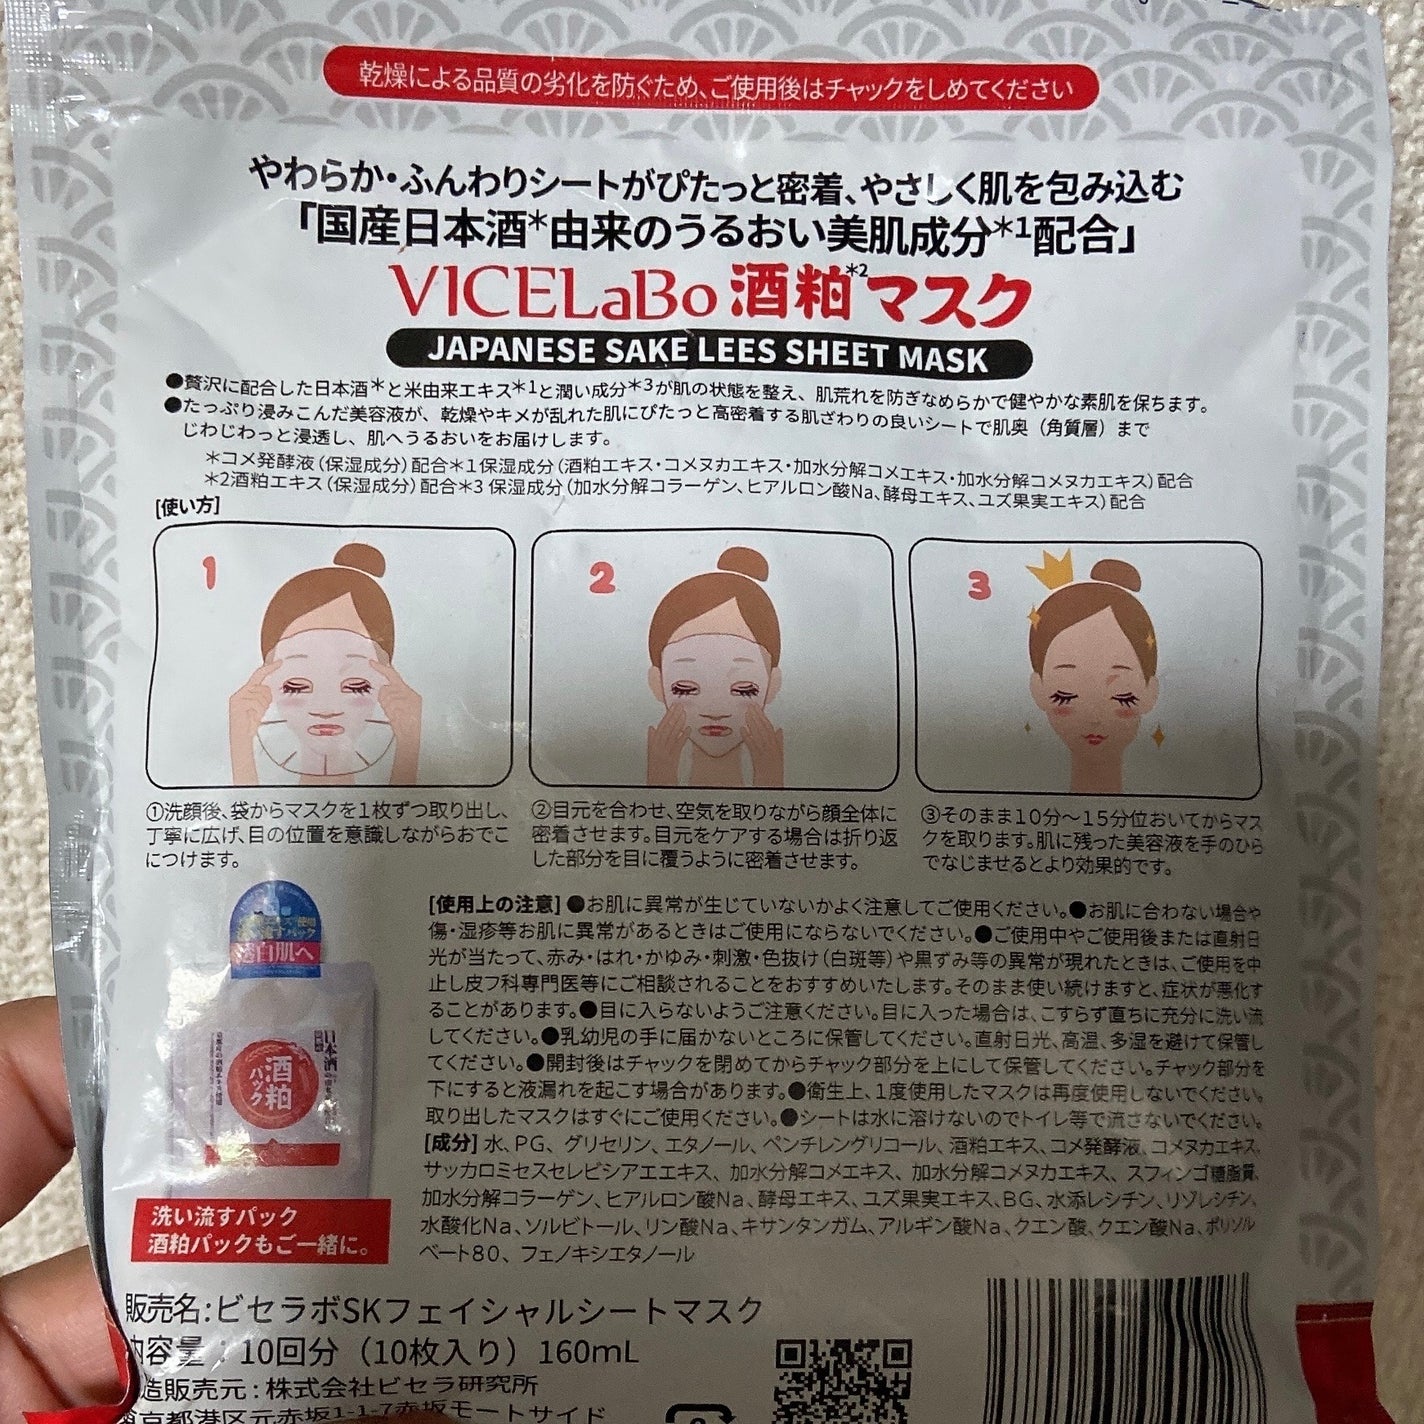 乾燥による品質の劣化を防ぐため、ご使用後はチャックをしめてください
やわらか・ふんわりシートがぴたっと密着、やさしく肌を包み込む
「国産日本酒*由来のうるおい美肌成分*1配合」
VICELaBo 酒粕*2マスク
JAPANESE SAKE LEES SHEET MASK
●贅沢に配合した日本酒*と米由来エキス*1と潤い成分*3が肌の状態を整え、肌荒れを防ぎなめらかで健やかな素肌を保ちます。
●たっぷり浸みこんだ美容液が、乾燥やキメが乱れた肌にぴたっと高密着する肌ざわりの良いシートで肌奥（角質層）まで
じわじわっと浸透し、肌へうるおいをお届けします。
*コメ発酵液（保湿成分）配合*1保湿成分（酒粕エキス・コメヌカエキス・加水分解コメエキス・加水分解コメヌカエキス）配合
*2酒粕エキス（保湿成分）配合*3 保湿成分（加水分解コラーゲン、ヒアルロン酸Na、酵母エキス、ユズ果実エキス）配合
[使い方]
1
2
3
①洗顔後、袋からマスクを1枚ずつ取り出し、
丁寧に広げ、目の位置を意識しながらおでこ
につけます。
②目元を合わせ、空気を取りながら顔全体に
密着させます。目元をケアする場合は折り返
した部分を目に覆うように密着させます。
③そのまま10分〜15分位おいてからマス
クを取ります。肌に残った美容液を手のひら
でなじませるとより効果的です。
[使用上の注意] ●お肌に異常が生じていないかよく注意してご使用ください。●お肌に合わない場合や
傷・湿疹等お肌に異常があるときはご使用にならないでください。●ご使用中やご使用後または直射日
光が当たって、赤み・はれ・かゆみ・刺激・色抜け（白斑等）や黒ずみ等の異常が現れたときは、ご使用を中
止し皮フ科専門医等にご相談されることをおすすめいたします。そのまま使い続けますと、症状が悪化す
ることがあります。●目に入らないようご注意ください。目に入った場合は、こすらず直ちに充分に洗い流
してください。●乳幼児の手に届かないところに保管してください。直射日光、高温、多湿を避けて保管し
てください。●開封後はチャックを閉めてからチャック部分を上にして保管してください。チャック部分を
下にすると液漏れを起こす場合があります。●衛生上、1度使用したマスクは再度使用しないでください。
取り出したマスクはすぐにご使用ください。●シートは水に溶けないのでトイレ等で流さないでください。
[成分] 水、PG、グリセリン、エタノール、ペンチレングリコール、酒粕エキス、コメ発酵液、コメヌカエキス、
サッカロミセスセレビシアエエキス、加水分解コメエキス、加水分解コメヌカエキス、スフィンゴ糖脂質、
加水分解コラーゲン、ヒアルロン酸Na、酵母エキス、ユズ果実エキス、BG、水添レシチン、リゾレシチン、
水酸化Na、ソルビトール、リン酸Na、キサンタンガム、アルギン酸Na、クエン酸、クエン酸Na、ポリソル
ベート80、フェノキシエタノール
白肌へ
日本酒
酒粕
パック
洗い流すパック
酒粕パックもご一緒に。
販売名：ビセラボSKフェイシャルシートマスク
内容量：10回分（10枚入り）160mL
造販売元：株式会社ビセラ研究所
京都港区元赤坂1-1-7赤坂モートサイド